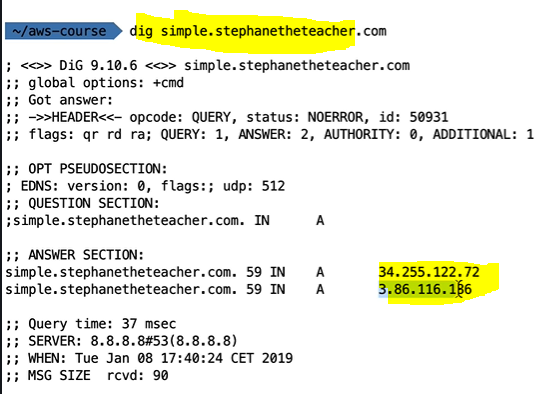 ~/aws-course dig simple.stephanetheteacher.com
; <<>> DiG 9.10.6 <<>> simple.stephanetheteacher.com
;; global options: +cmd
;; Got answer:
;; ->>HEADER<<- opcode: QUERY, status: NOERROR, id: 50931
;; flags: qr rd ra; QUERY: 1, ANSWER: 2, AUTHORITY: 0, ADDITIONAL: 1
;; OPT PSEUDOSECTION:
; EDNS: version: 0, flags:; udp: 512
;; QUESTION SECTION:
;simple.stephanetheteacher.com. IN A
;; ANSWER SECTION:
simple.stephanetheteacher.com. 59 IN A 34.255.122.72
simple.stephanetheteacher.com. 59 IN A 3.86.116.186
;; Query time: 37 msec
;; SERVER: 8.8.8.8#53(8.8.8.8)
;; WHEN: Tue Jan 08 17:40:24 CET 2019
;; MSG SIZE rcvd: 90